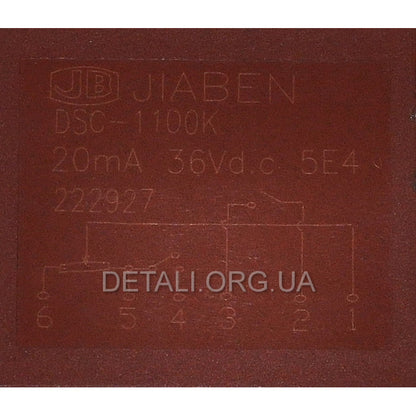 JB JIABEN
DSC-1100K
20mA 36Vd.c 5E4
222927
DETALI.ORG.UA
6 5 4 3 2 1